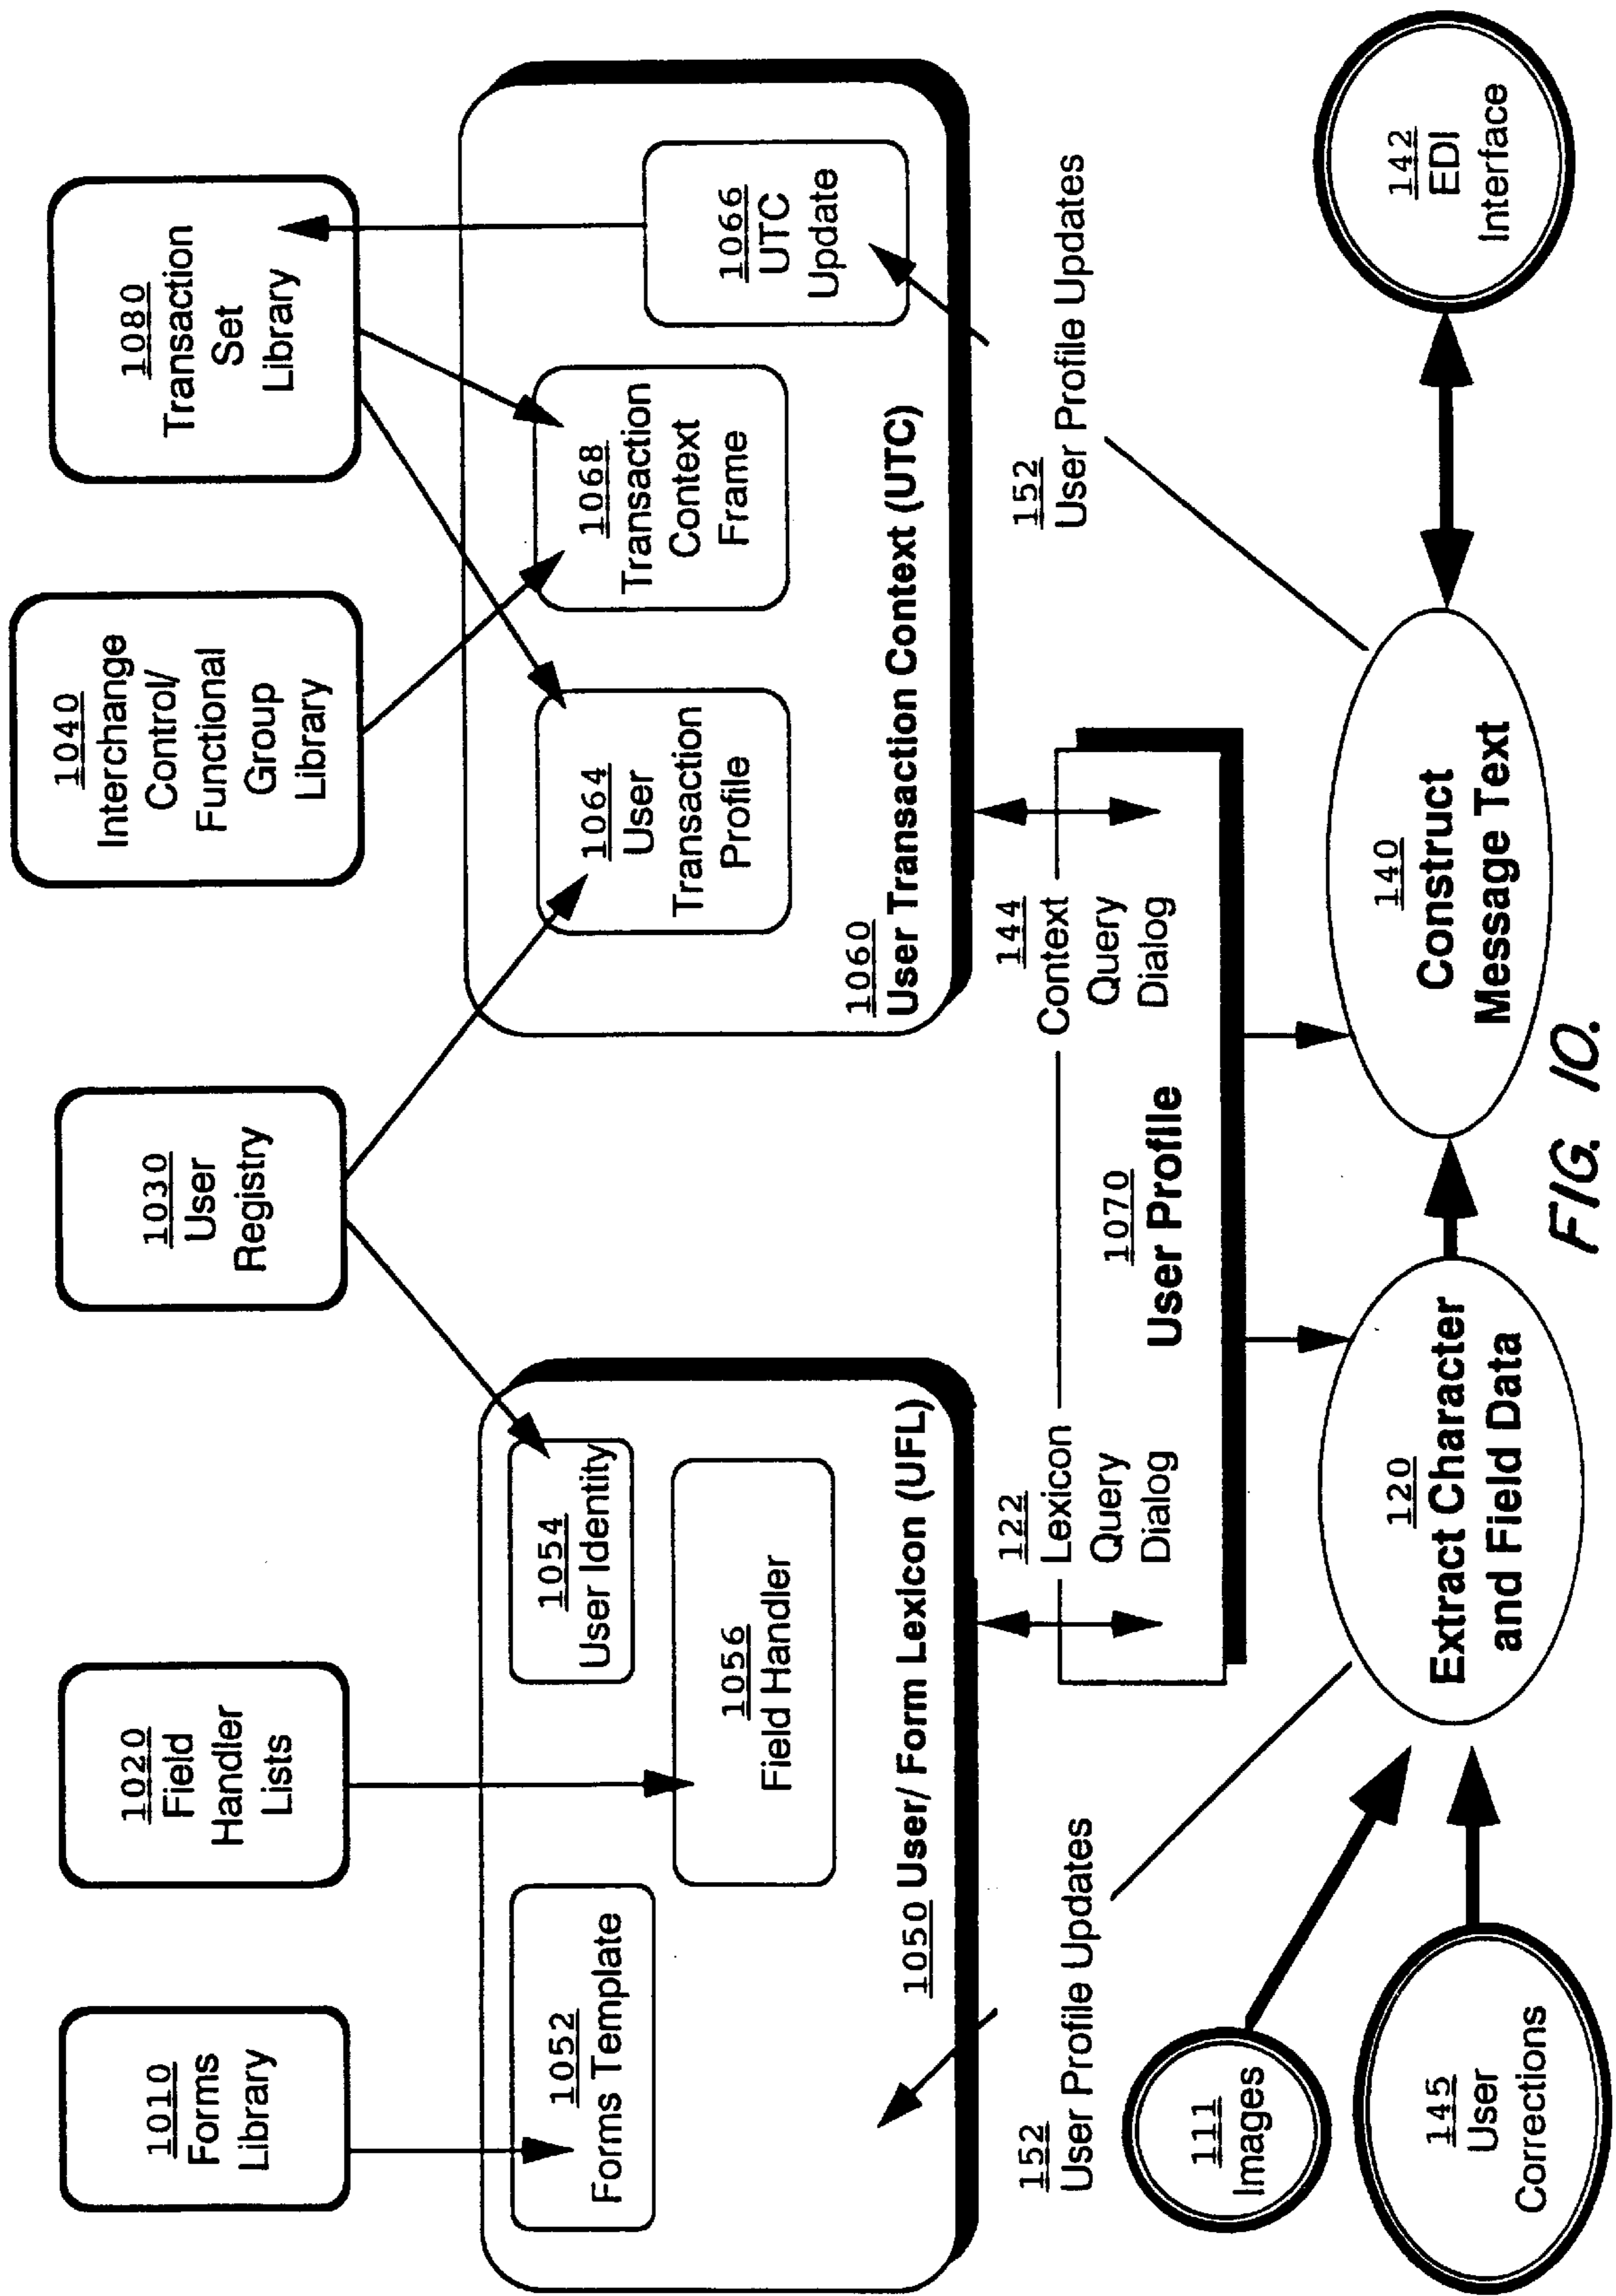 1010
Forms
Library
1020
Field
Handler
Lists
1030
User
Registry
1040
Interchange
Control/
Functional
Group
Library
1080
Transaction
Set
Library
1052
Forms Template
1054
User Identity
1056
Field Handler
1050 User/ Form Lexicon (UFL)
1064
User
Transaction
Profile
1068
Transaction
Context
Frame
1066
UTC
Update
1060
User Transaction Context (UTC)
152
User Profile Updates
122
Lexicon
Query
Dialog
144
Context
Query
Dialog
152
User Profile Updates
1070
User Profile
111
Images
145
User
Corrections
120
Extract Character
and Field Data
140
Construct
Message Text
142
EDI
Interface
FIG. 10.